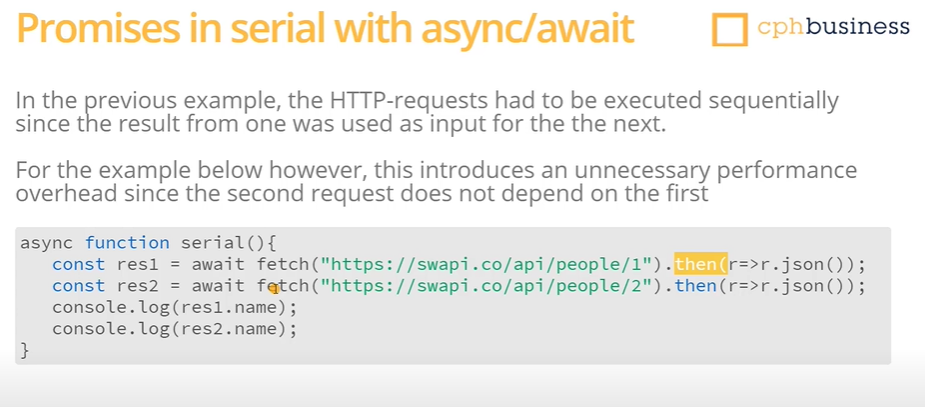 Promises in serial with async/await
cphbusiness
In the previous example, the HTTP-requests had to be executed sequentially
since the result from one was used as input for the the next.
For the example below however, this introduces an unnecessary performance
overhead since the second request does not depend on the first
async function serial(){
const res1 = await fetch("https://swapi.co/api/people/1").then(r=>r.json());
const res2 = await fetch("https://swapi.co/api/people/2").then(r=>r.json());
console.log(res1.name);
console.log(res2.name);
}